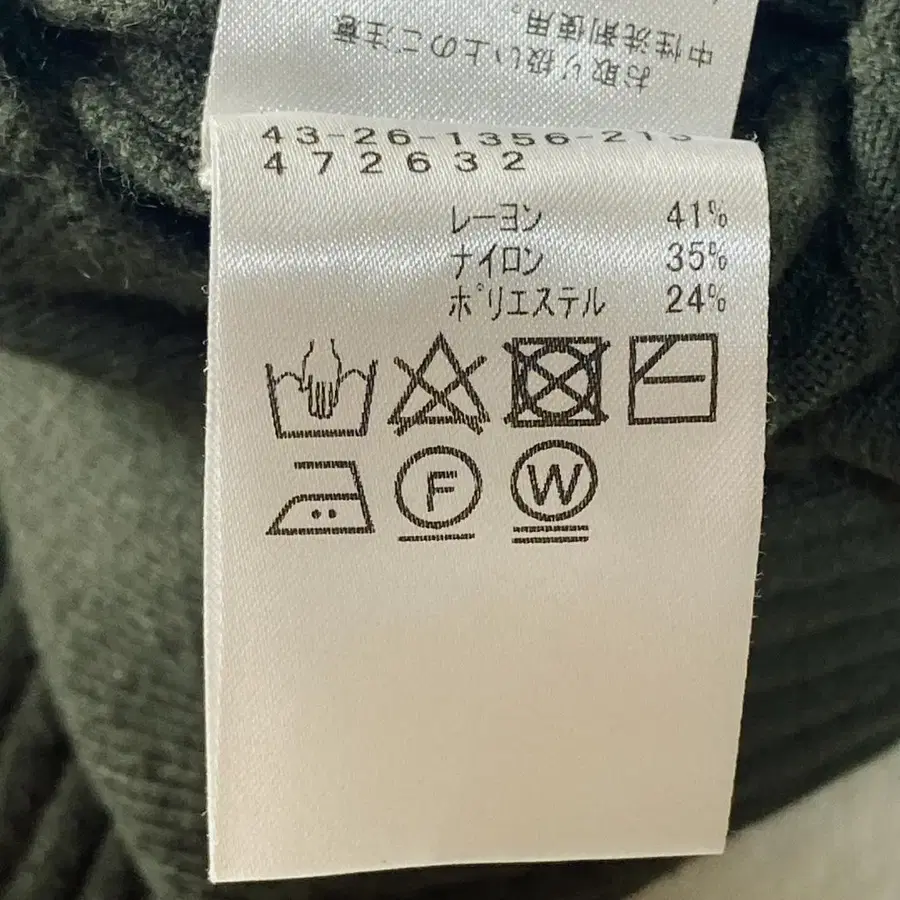 お取り扱い上のご注意
中性洗剤使用。
43-26-1356-213
472632
レーヨン 41%
ナイロン 35%
ポリエステル 24%
F W